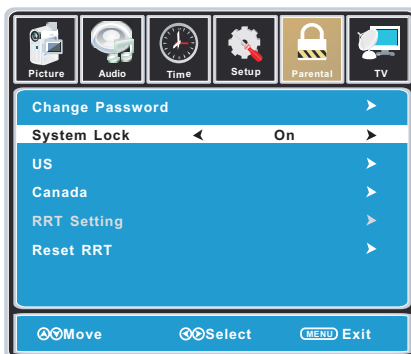 Picture Audio Time Setup Parental TV
Change Password
System Lock On
US
Canada
RRT Setting
Reset RRT
Move Select MENU Exit